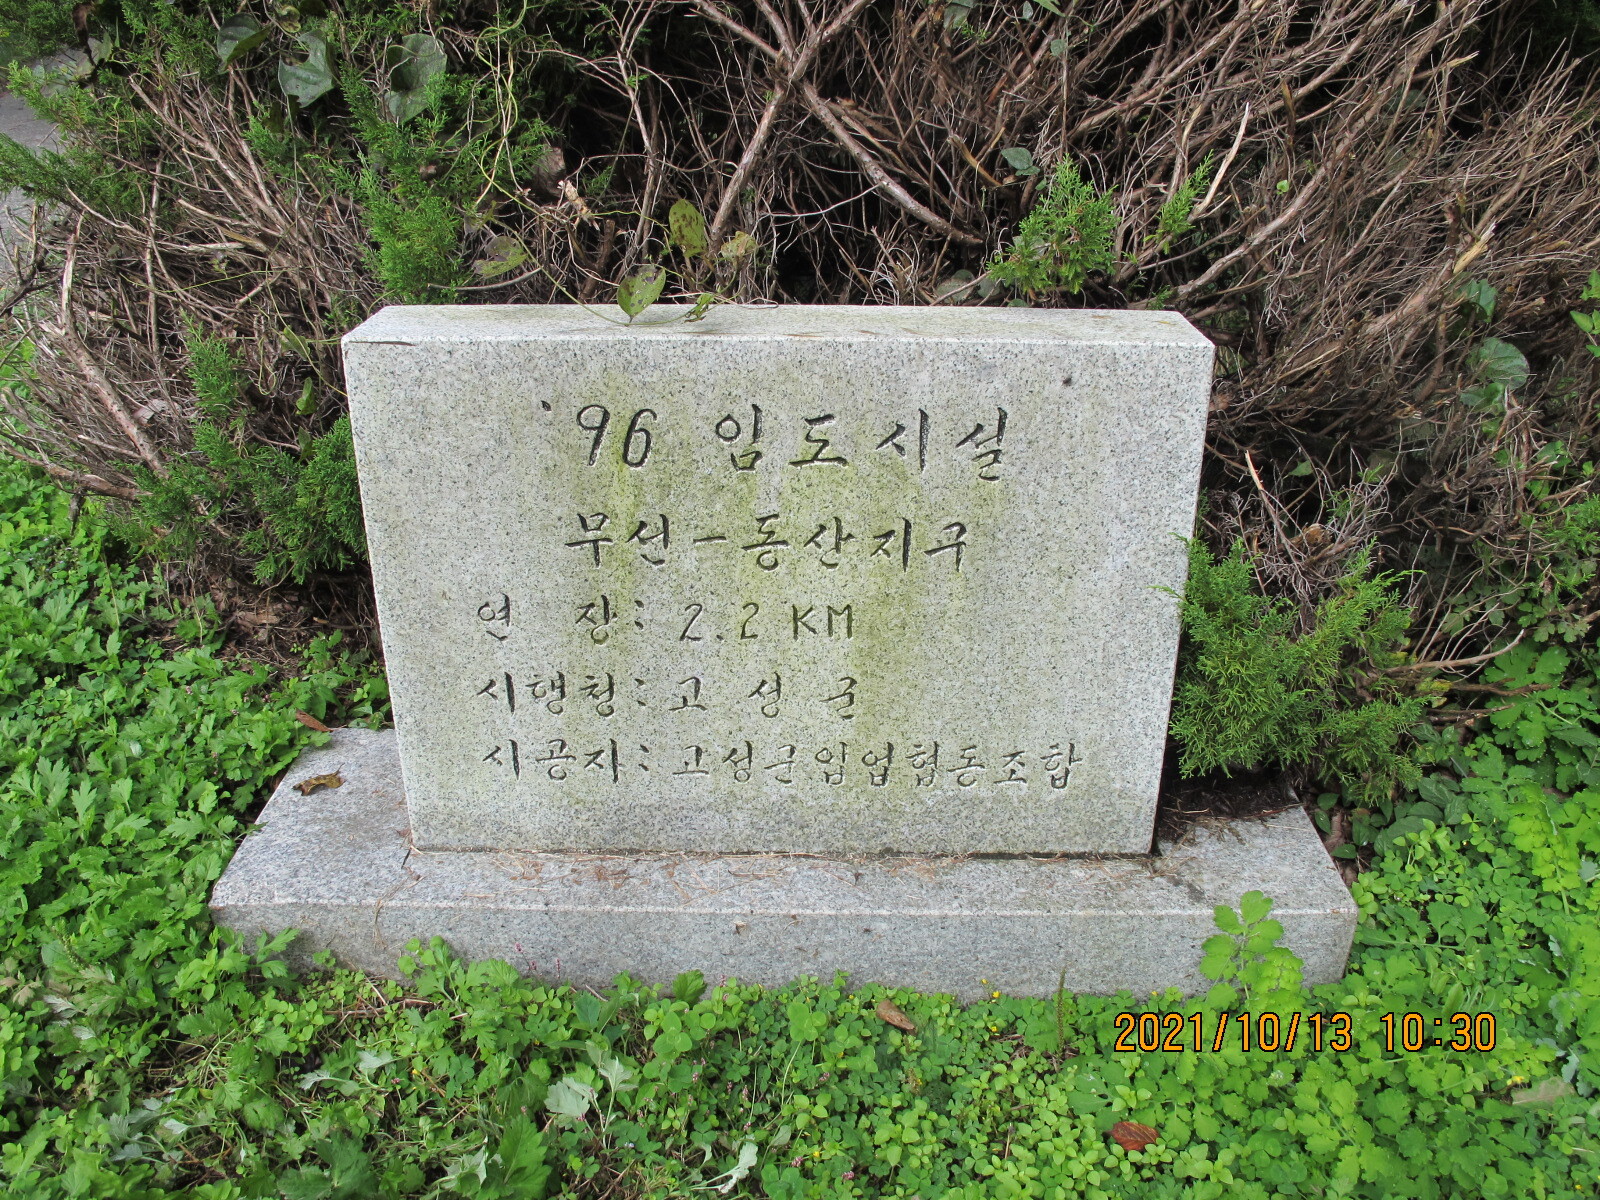 '96 임도시설
무선-동산지구
연 장: 2.2 KM
시행청: 고 성 군
시공자: 고성군임업협동조합
2021/10/13 10:30